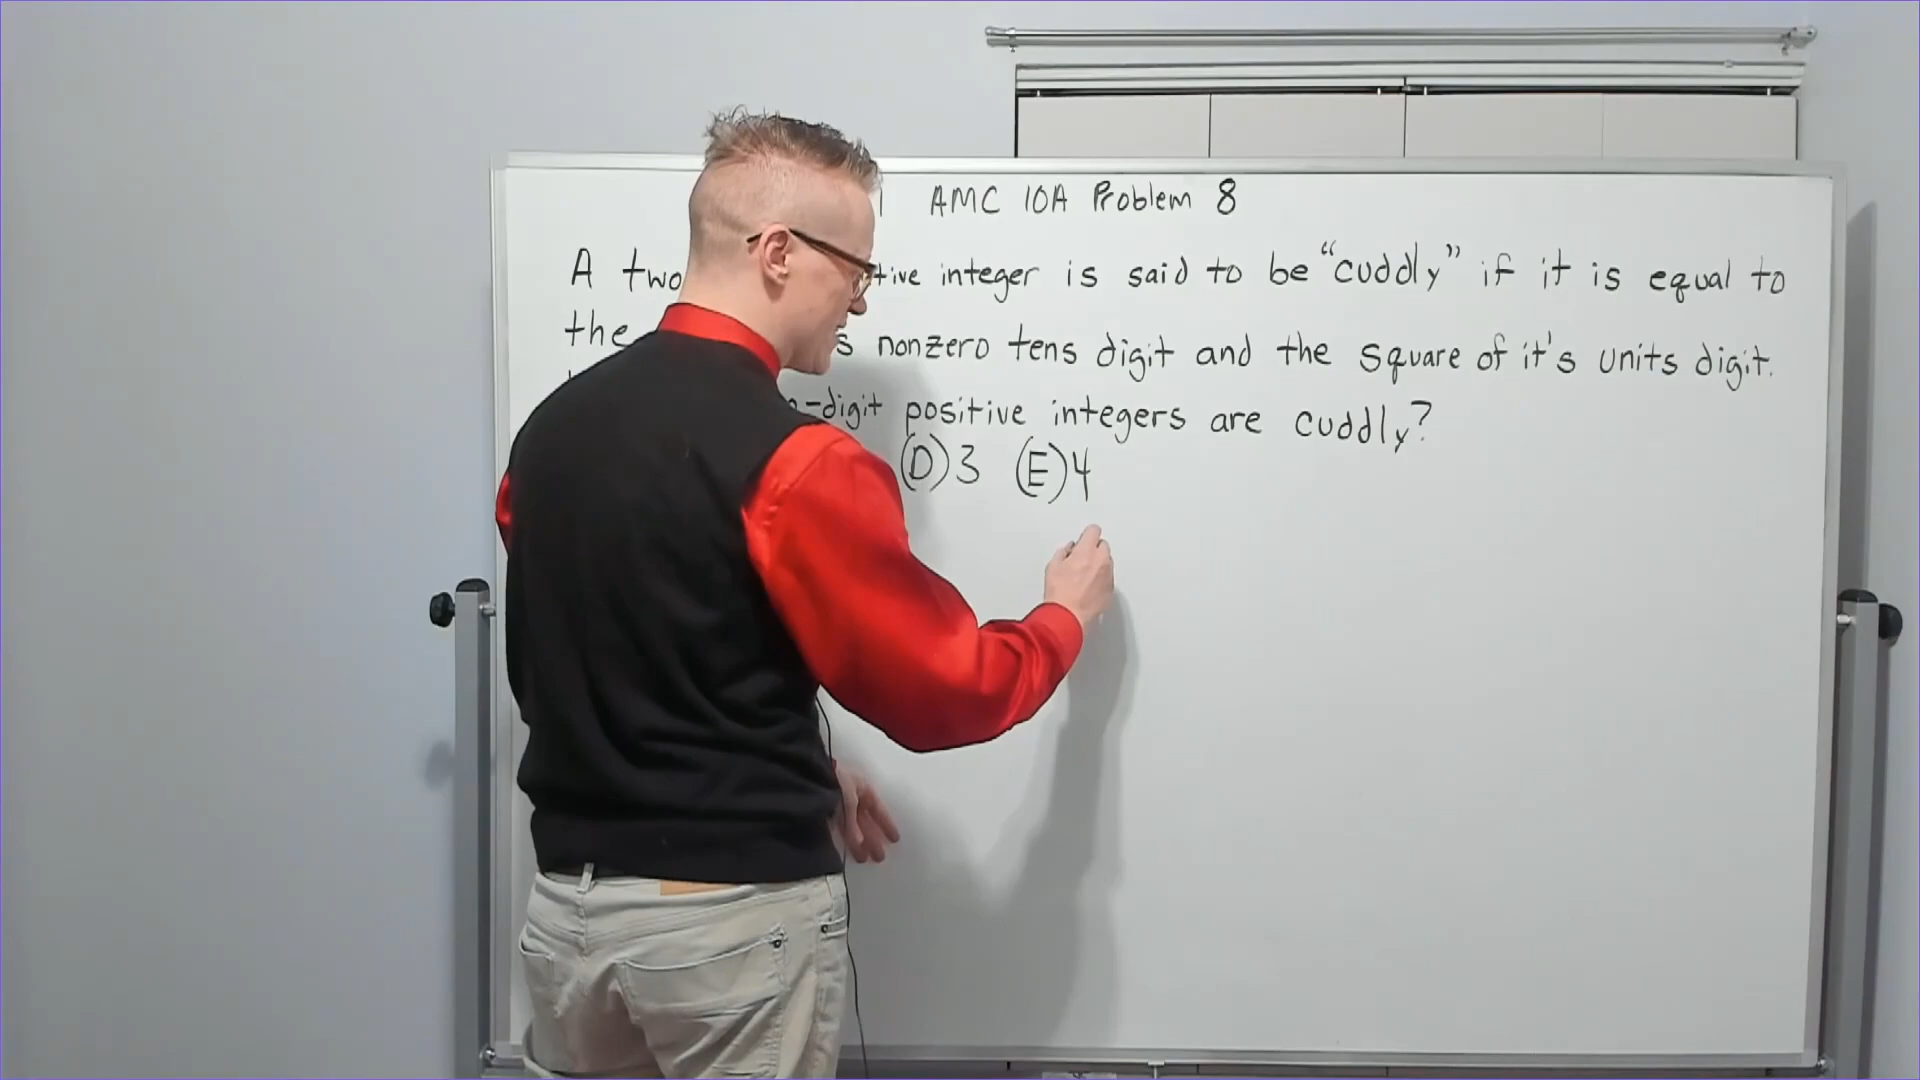 AMC 10A Problem 8
A two tive integer is said to be “cuddly” if it is equal to
the s nonzero tens digit and the square of it's units digit.
-digit positive integers are cuddly?
(D) 3 (E) 4